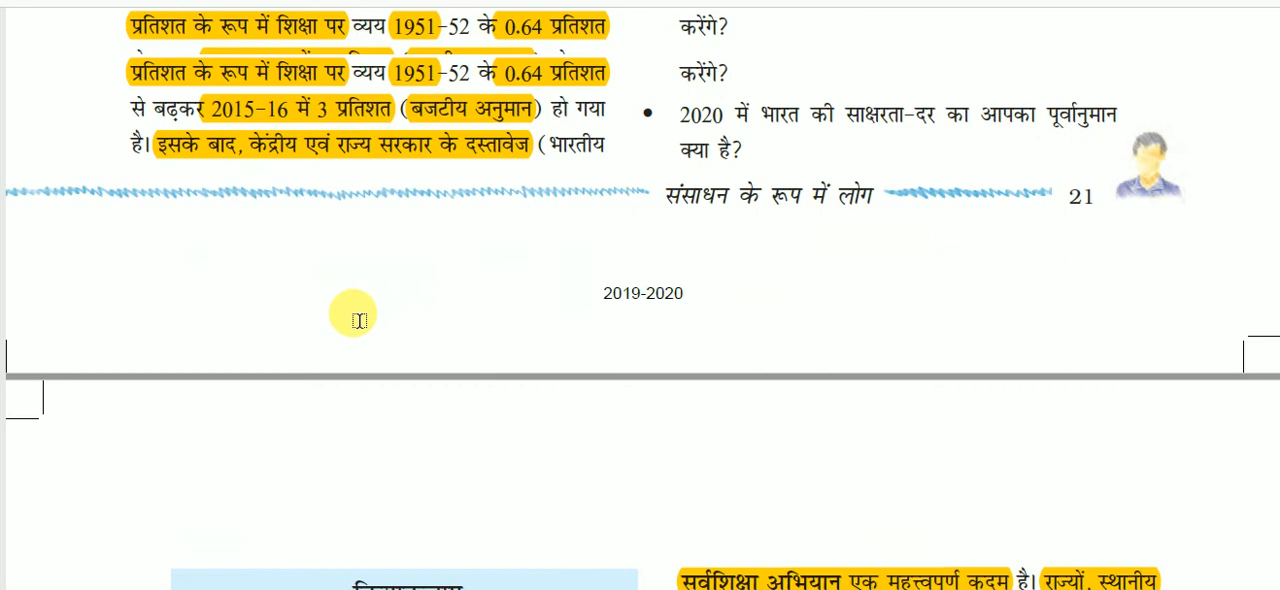 प्रतिशत के रूप में शिक्षा पर व्यय 1951-52 के 0.64 प्रतिशत
प्रतिशत के रूप में शिक्षा पर व्यय 1951-52 के 0.64 प्रतिशत
से बढ़कर 2015-16 में 3 प्रतिशत (बजटीय अनुमान) हो गया
है। इसके बाद, केंद्रीय एवं राज्य सरकार के दस्तावेज (भारतीय
करेंगे?
करेंगे?
• 2020 में भारत की साक्षरता-दर का आपका पूर्वानुमान
क्या है?
संसाधन के रूप में लोग 21
2019-2020
सर्वशिक्षा अभियान एक महत्त्वपूर्ण कदम है। राज्यों, स्थानीय